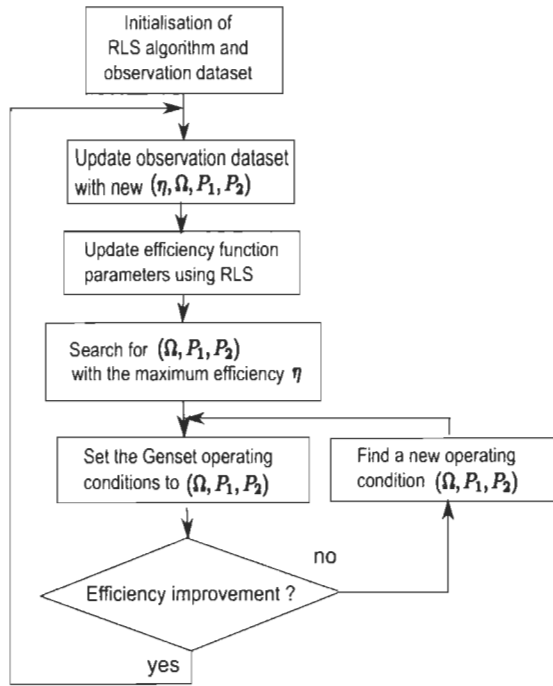 Initialisation of
RLS algorithm and
observation dataset
Update observation dataset
with new (η, Ω, P₁, P₂)
Update efficiency function
parameters using RLS
Search for (Ω, P₁, P₂)
with the maximum efficiency η
Set the Genset operating
conditions to (Ω, P₁, P₂)
Find a new operating
condition (Ω, P₁, P₂)
no
Efficiency improvement ?
yes